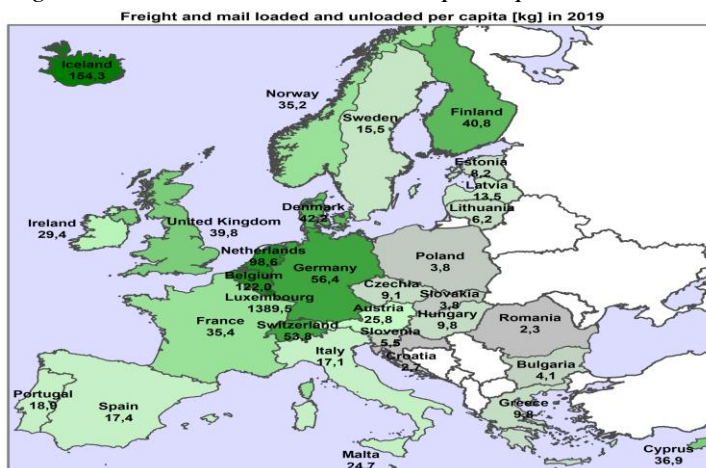 Freight and mail loaded and unloaded per capita [kg] in 2019
Iceland
154,3
Norway
35,2
Sweden
15,5
Finland
40,8
Estonia
8,2
Latvia
13,5
Lithuania
6,2
Ireland
29,4
United Kingdom
39,8
Denmark
42,2
Netherlands
98,6
Belgium
122,0
Luxembourg
1389,5
Germany
56,4
Poland
3,8
Czechia
9,1
Slovakia
3,8
Austria
25,8
Hungary
9,8
Romania
2,3
France
35,4
Switzerland
53,8
Slovenia
5,5
Croatia
2,7
Italy
17,1
Bulgaria
4,1
Portugal
18,9
Spain
17,4
Greece
9,8
Malta
24,7
Cyprus
36,9